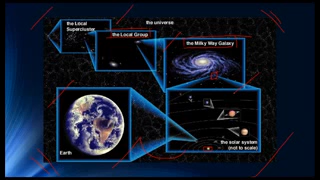 the Local
Supercluster
the universe
the Local Group
the Milky Way Galaxy
Earth
the solar system
(not to scale)